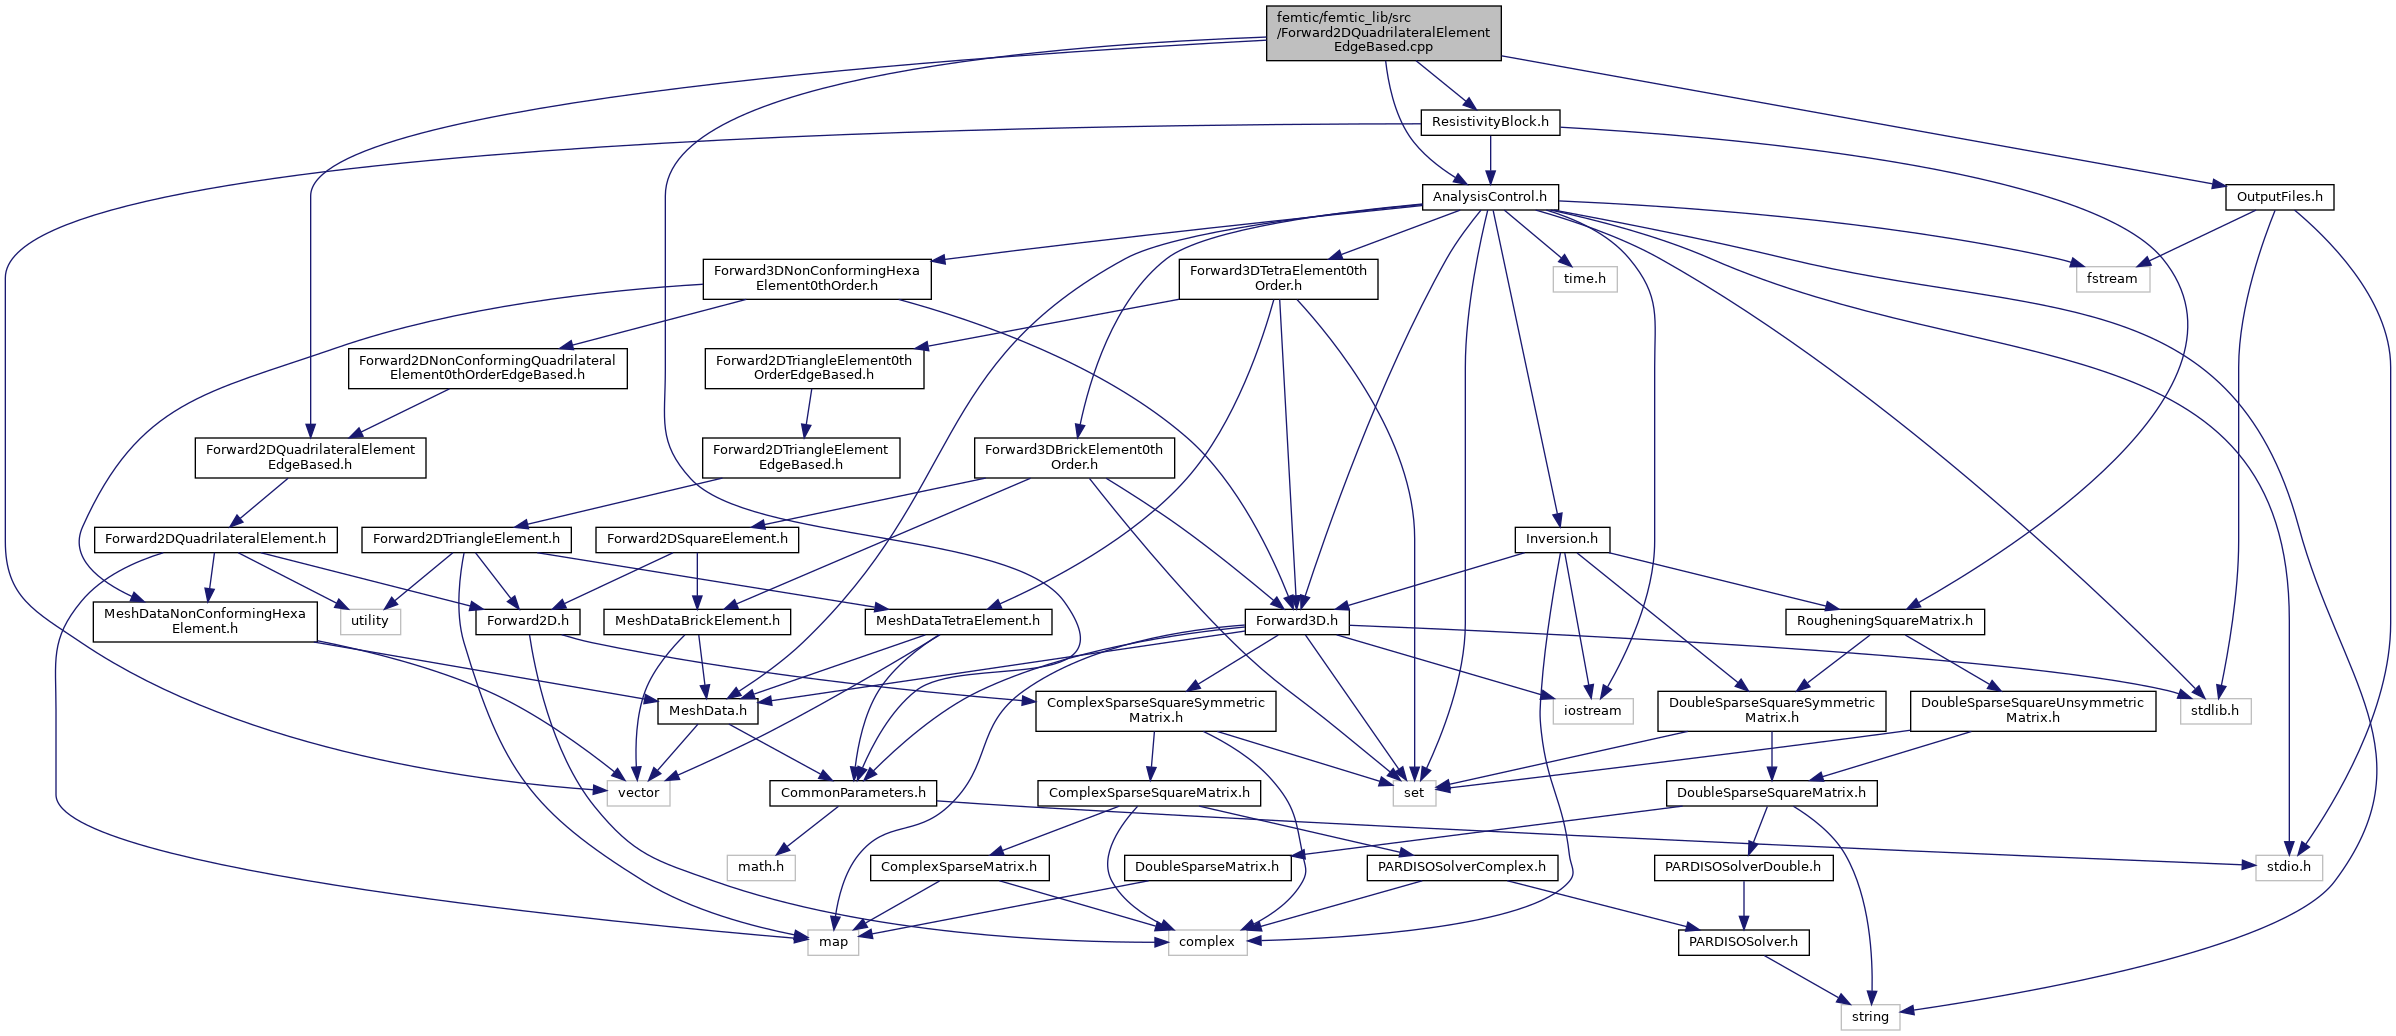 femtic/femtic_lib/src
/Forward2DQuadrilateralElement
EdgeBased.cpp
ResistivityBlock.h
AnalysisControl.h
OutputFiles.h
Forward3DNonConformingHexa
Element0thOrder.h
Forward3DTetraElement0th
Order.h
time.h
fstream
Forward2DNonConformingQuadrilateral
Element0thOrderEdgeBased.h
Forward2DTriangleElement0th
OrderEdgeBased.h
Forward2DQuadrilateralElement
EdgeBased.h
Forward2DTriangleElement
EdgeBased.h
Forward3DBrickElement0th
Order.h
Forward2DQuadrilateralElement.h
Forward2DTriangleElement.h
Forward2DSquareElement.h
Inversion.h
MeshDataNonConformingHexa
Element.h
utility
Forward2D.h
MeshDataBrickElement.h
MeshDataTetraElement.h
Forward3D.h
RougheningSquareMatrix.h
MeshData.h
ComplexSparseSquareSymmetric
Matrix.h
iostream
DoubleSparseSquareSymmetric
Matrix.h
DoubleSparseSquareUnsymmetric
Matrix.h
stdlib.h
vector
CommonParameters.h
ComplexSparseSquareMatrix.h
set
DoubleSparseSquareMatrix.h
math.h
ComplexSparseMatrix.h
DoubleSparseMatrix.h
PARDISOSolverComplex.h
PARDISOSolverDouble.h
stdio.h
map
complex
PARDISOSolver.h
string